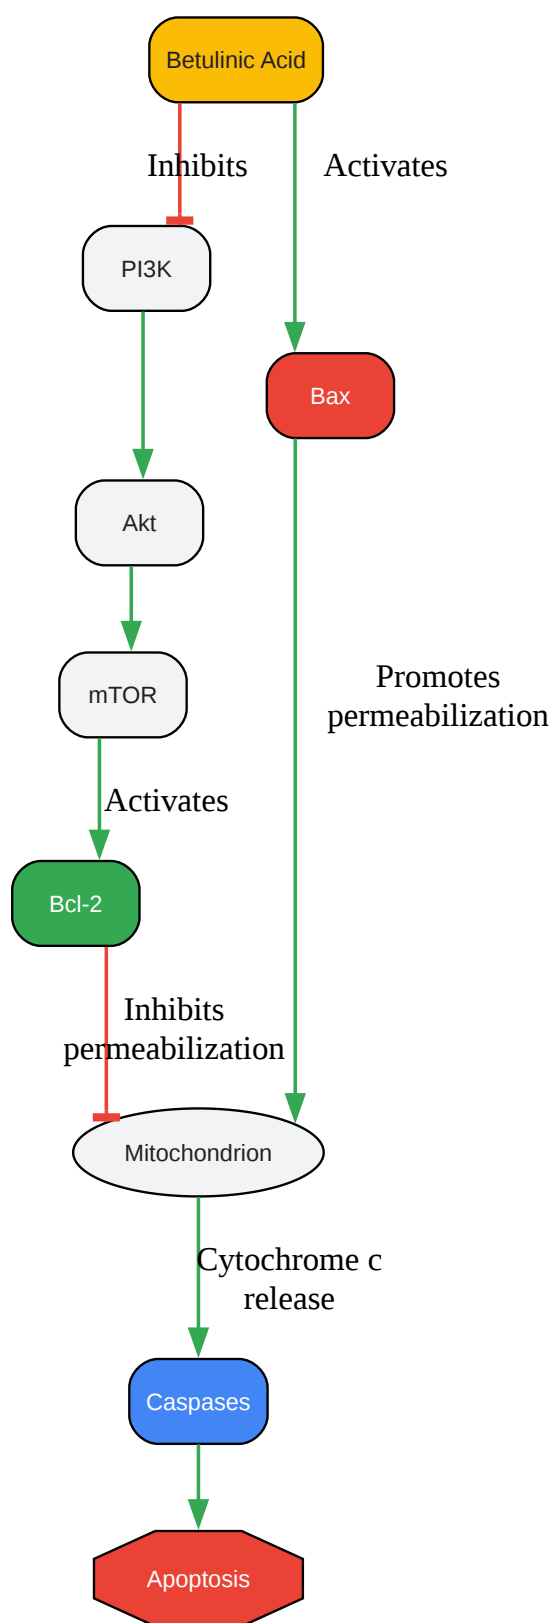 Betulinic Acid
Inhibits
Activates
PI3K
Bax
Akt
Promotes
permeabilization
mTOR
Activates
Bcl-2
Inhibits
permeabilization
Mitochondrion
Cytochrome c
release
Caspases
Apoptosis